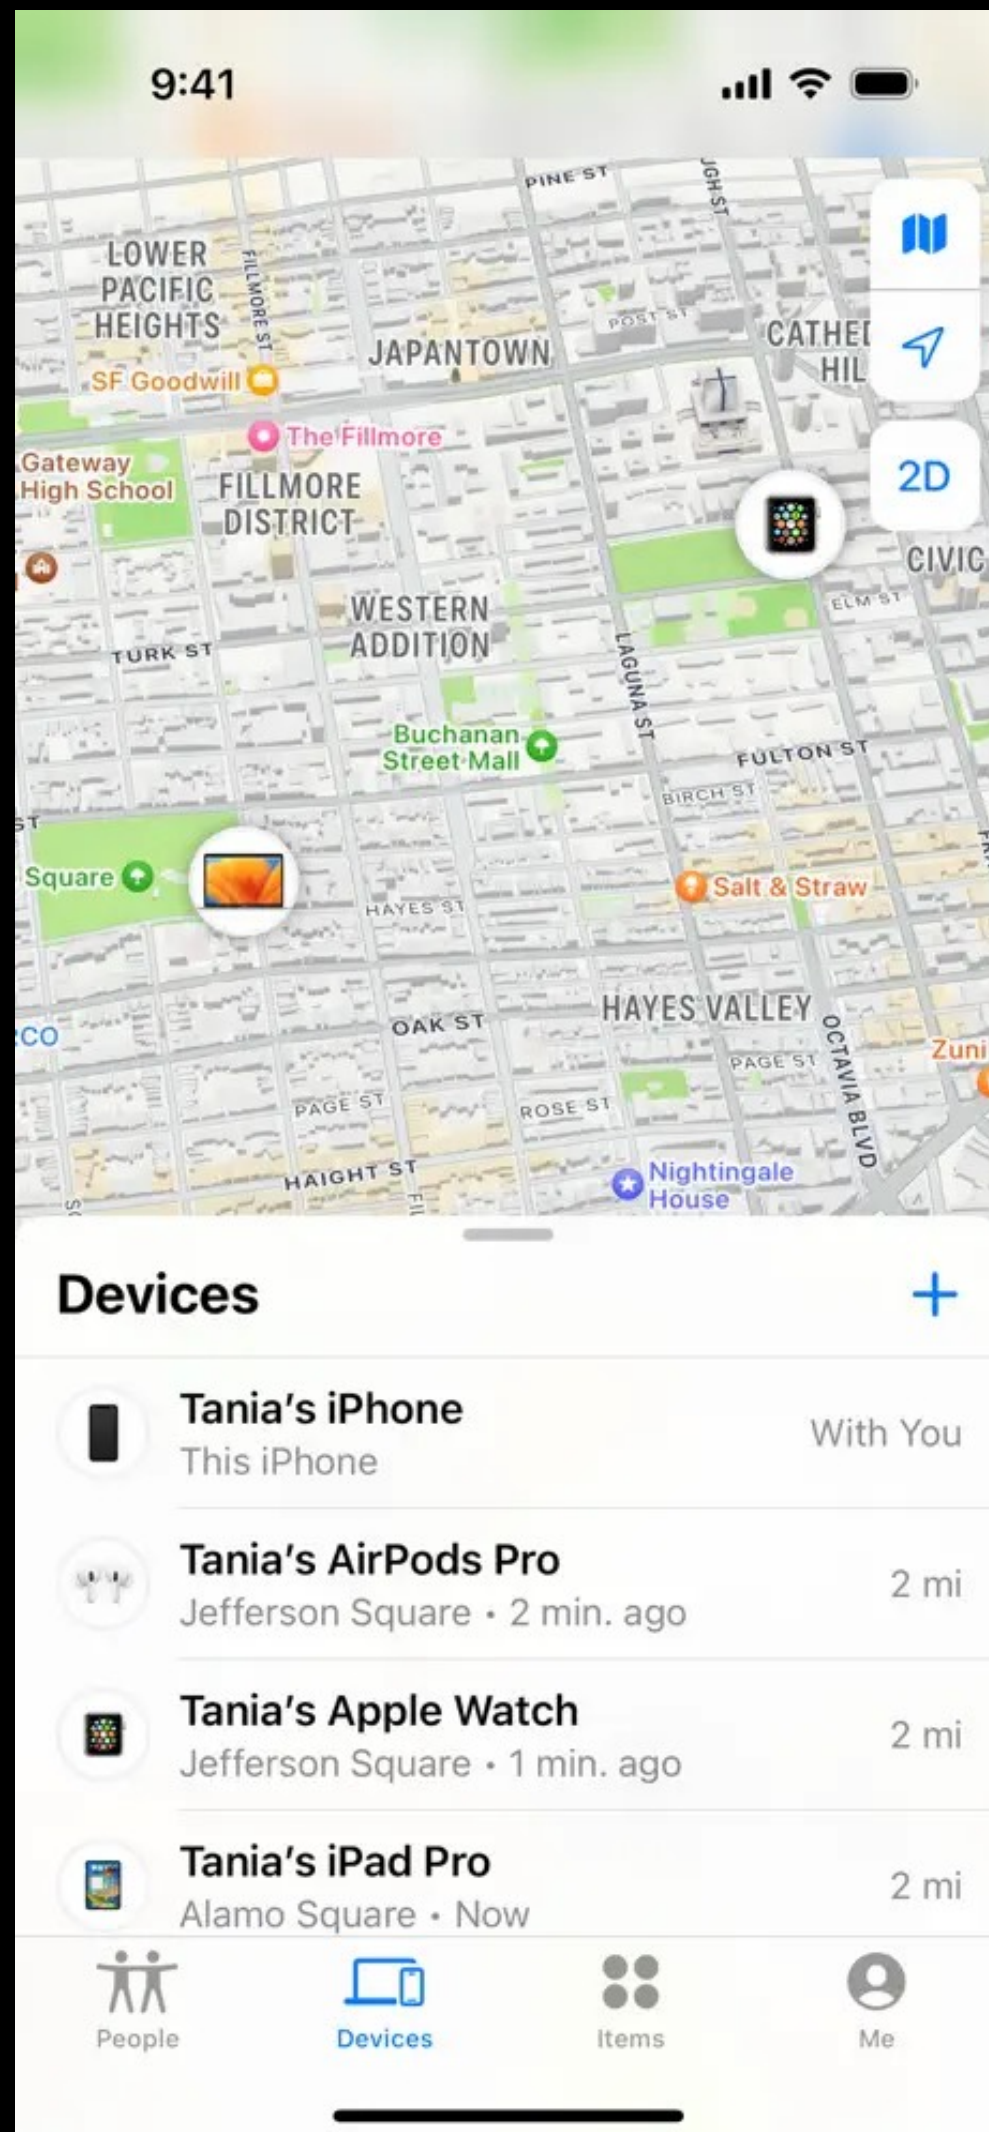 9:41
PINE ST
LOWER
PACIFIC
HEIGHTS
FILLMORE ST
POST ST
JAPANTOWN
SF Goodwill
The Fillmore
Gateway
High School
FILLMORE
DISTRICT
2D
CIVIC
WESTERN
ADDITION
ELM ST
TURK ST
LAGUNA ST
Buchanan
Street Mall
FULTON ST
BIRCH ST
Square
Salt & Straw
HAYES ST
HAYES VALLEY
OAK ST
OCTAVIA BLVD
Zuni
PAGE ST
PAGE ST
ROSE ST
HAIGHT ST
Nightingale
House
Devices
Tania's iPhone
This iPhone
With You
Tania's AirPods Pro
Jefferson Square • 2 min. ago
2 mi
Tania's Apple Watch
Jefferson Square • 1 min. ago
2 mi
Tania's iPad Pro
Alamo Square • Now
2 mi
People
Devices
Items
Me